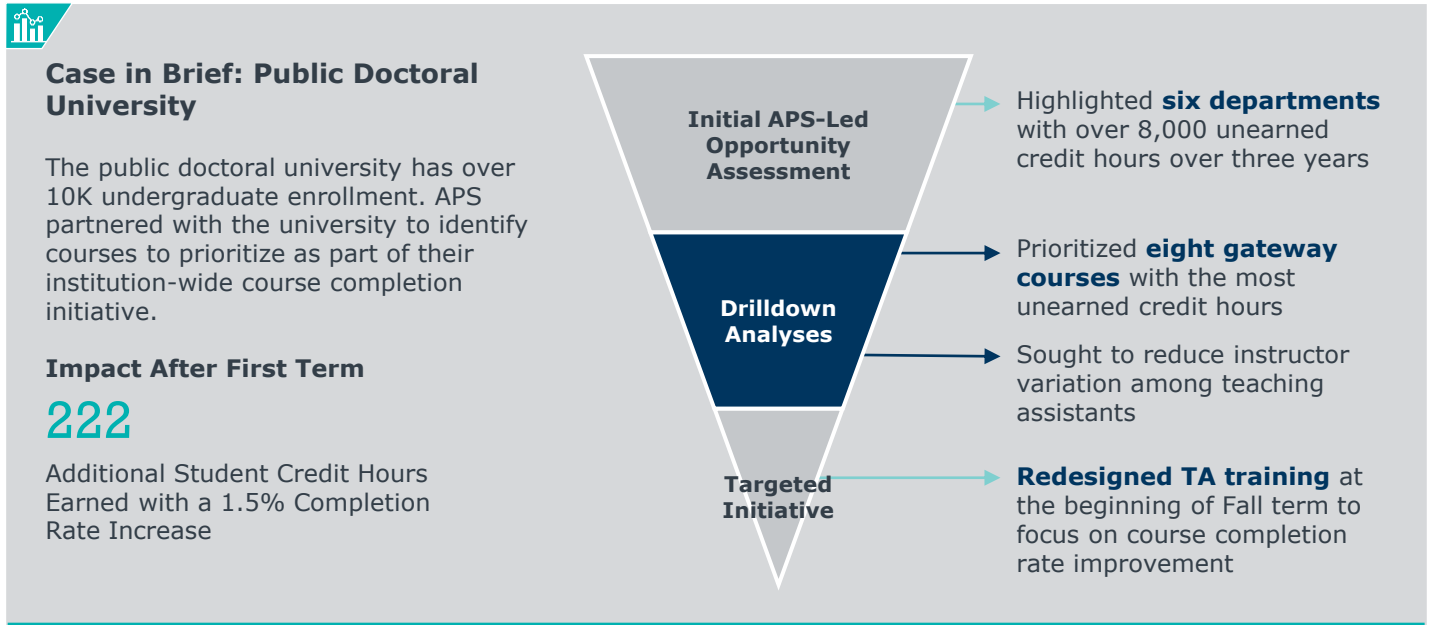 Case in Brief: Public Doctoral
University
The public doctoral university has over
10K undergraduate enrollment. APS
partnered with the university to identify
courses to prioritize as part of their
institution-wide course completion
initiative.
Impact After First Term
222
Additional Student Credit Hours
Earned with a 1.5% Completion
Rate Increase
Initial APS-Led
Opportunity
Assessment
Highlighted six departments
with over 8,000 unearned
credit hours over three years
Drilldown
Analyses
Prioritized eight gateway
courses with the most
unearned credit hours
Sought to reduce instructor
variation among teaching
assistants
Targeted
Initiative
Redesigned TA training at
the beginning of Fall term to
focus on course completion
rate improvement